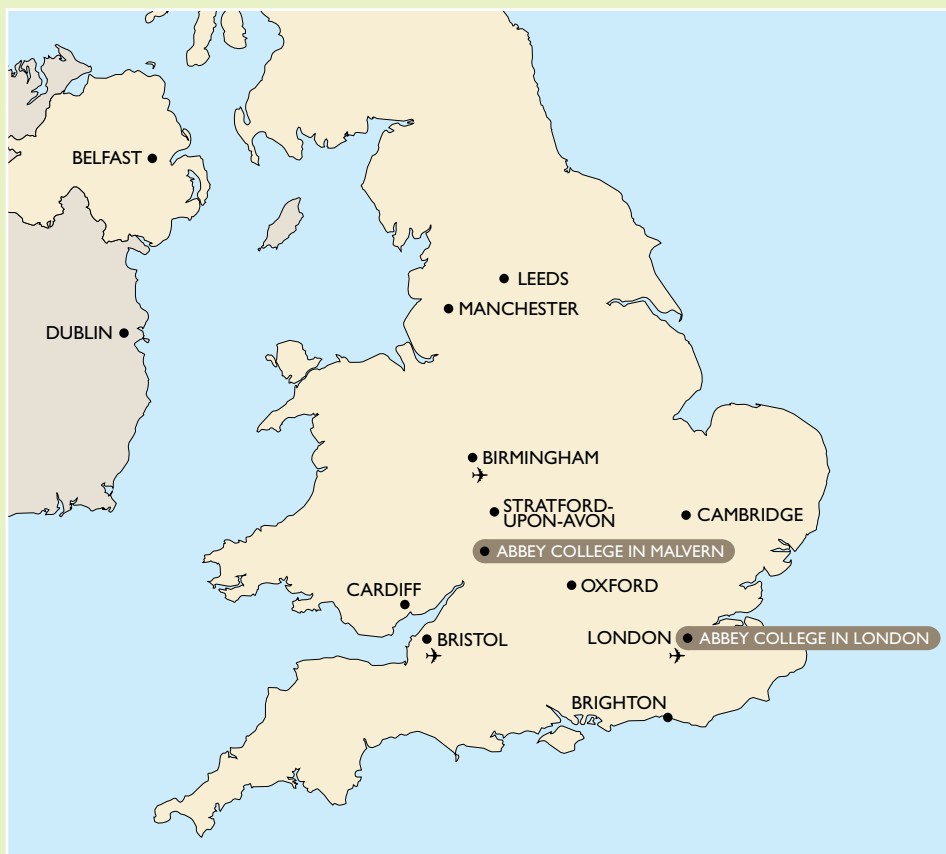 BELFAST
LEEDS
MANCHESTER
DUBLIN
BIRMINGHAM
STRATFORD-
UPON-AVON
CAMBRIDGE
ABBEY COLLEGE IN MALVERN
CARDIFF
OXFORD
BRISTOL
LONDON
ABBEY COLLEGE IN LONDON
BRIGHTON